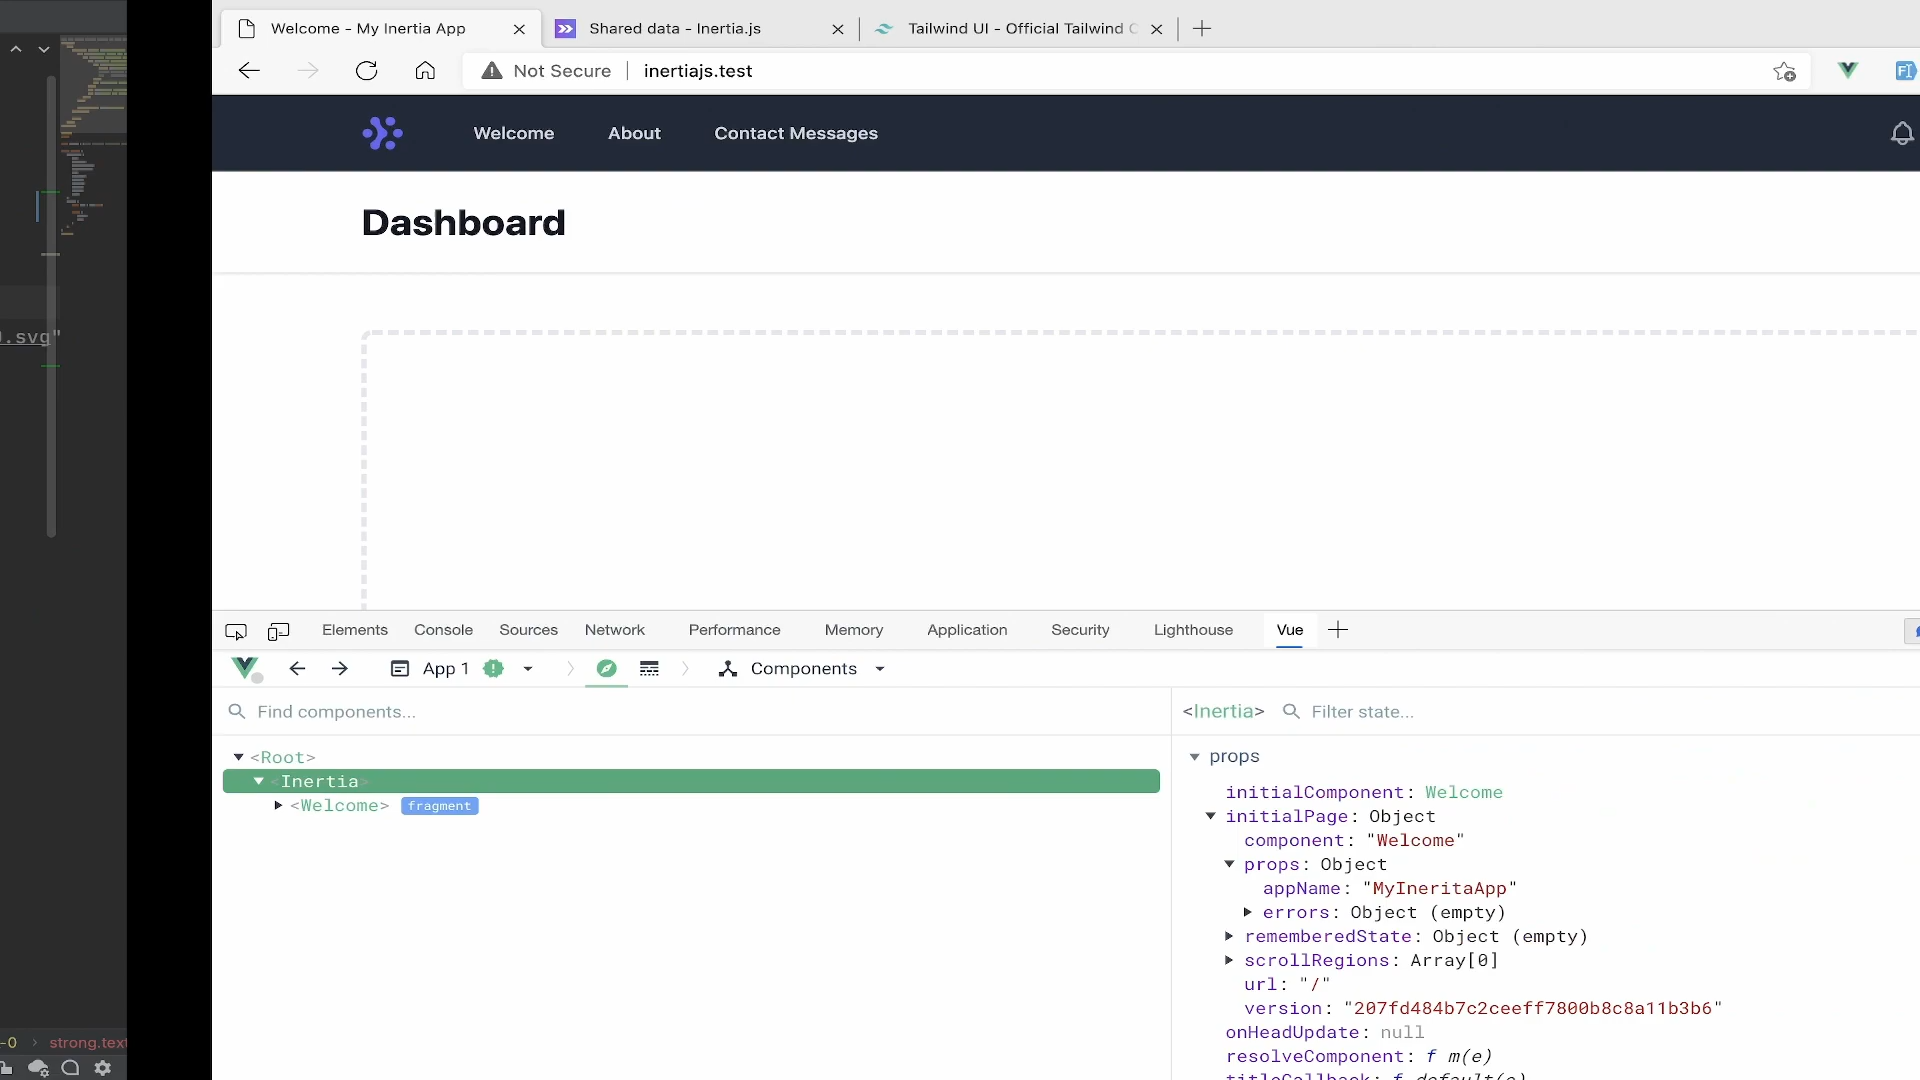 Welcome - My Inertia App
Shared data - Inertia.js
Tailwind UI - Official Tailwind C
Not Secure
inertiajs.test
Welcome
About
Contact Messages
Dashboard
.svg"
Elements
Console
Sources
Network
Performance
Memory
Application
Security
Lighthouse
Vue
App 1
Components
Find components...
<Inertia>
Filter state...
<Root>
<Inertia>
<Welcome> fragment
props
initialComponent: Welcome
initialPage: Object
component: "Welcome"
props: Object
appName: "MyIneritaApp"
errors: Object (empty)
rememberedState: Object (empty)
scrollRegions: Array[0]
url: "/"
version: "207fd484b7c2ceeff7800b8c8a11b3b6"
onHeadUpdate: null
resolveComponent: f m(e)
titleCallback: f default(e)
-0 › strong.text